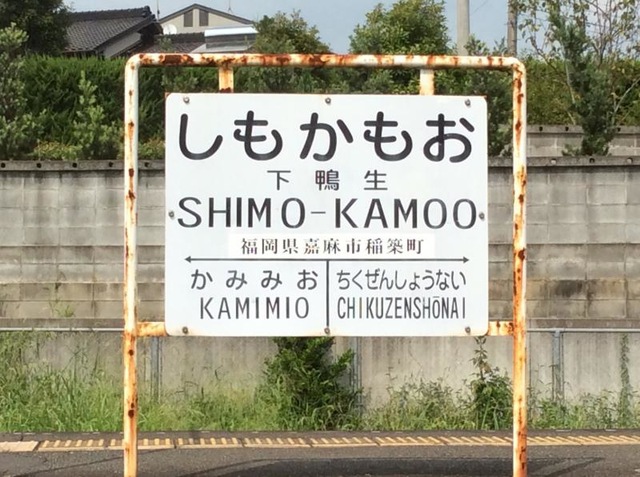 しもかもお
下鴨生
SHIMO-KAMOO
福岡県嘉麻市稲築町
かみみお ちくぜんしょうない
KAMIMIO CHIKUZENSHŌNAI